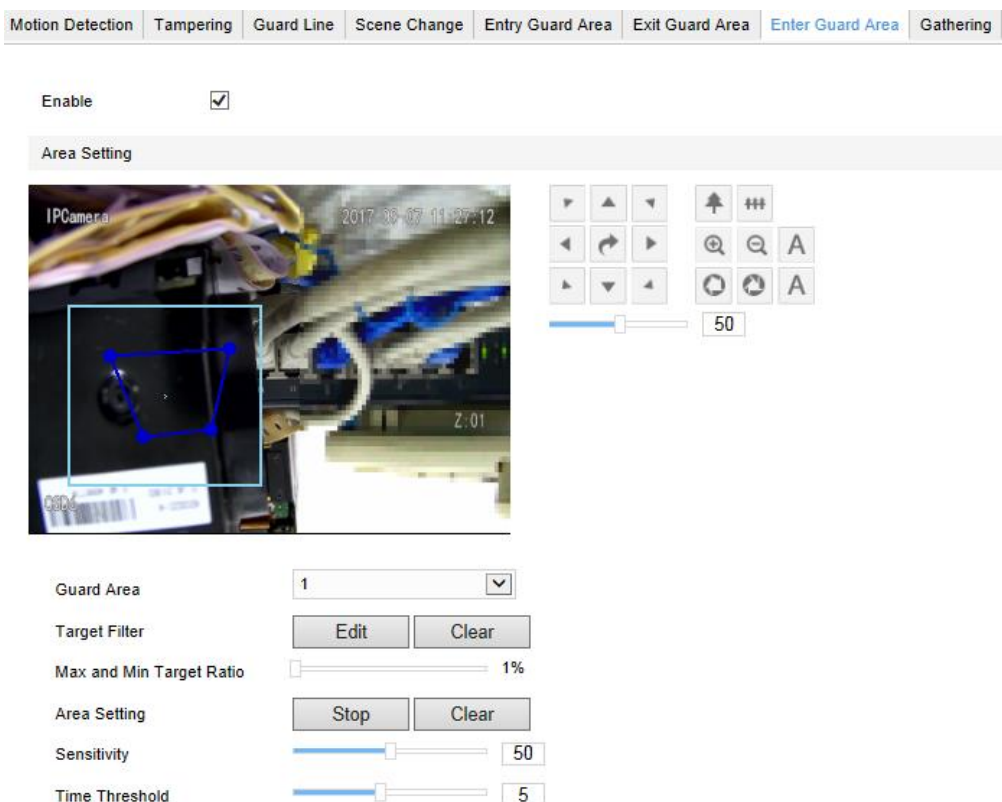 Motion Detection Tampering Guard Line Scene Change Entry Guard Area Exit Guard Area Enter Guard Area Gathering
Enable
Area Setting
IPCamera
Z:01
A
A
50
Guard Area 1
Target Filter Edit Clear
Max and Min Target Ratio 1%
Area Setting Stop Clear
Sensitivity 50
Time Threshold 5